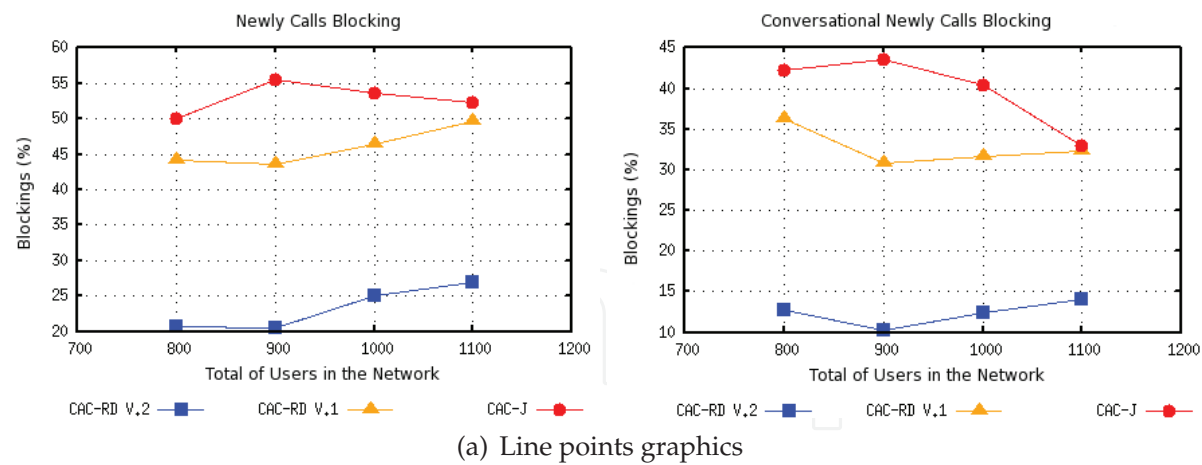 Newly Calls Blocking
60
55
50
45
40
35
30
25
20
Blockings (%)
700 800 900 1000 1100 1200
Total of Users in the Network
CAC-RD V.2 CAC-RD V.1 CAC-J
Conversational Newly Calls Blocking
45
40
35
30
25
20
15
10
Blockings (%)
700 800 900 1000 1100 1200
Total of Users in the Network
CAC-RD V.2 CAC-RD V.1 CAC-J
(a) Line points graphics